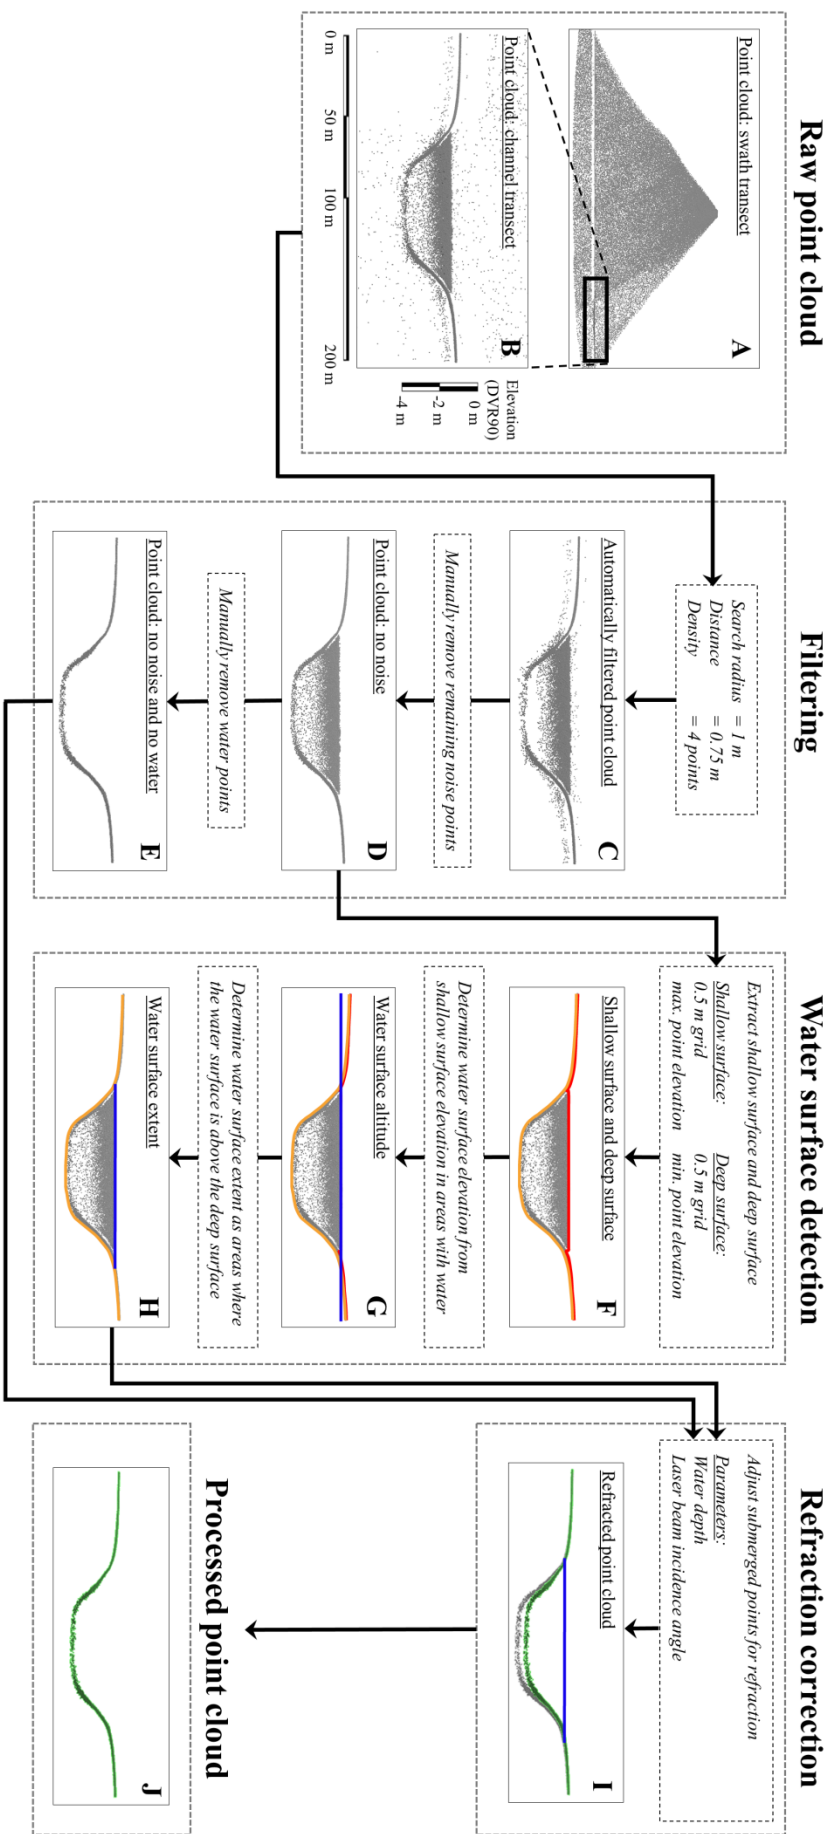 Raw point cloud
Point cloud: swath transect
A
Point cloud: channel transect
B
0 m
50 m
100 m
200 m
Elevation
(DVR90)
0 m
-2 m
-4 m
Filtering
Search radius = 1 m
Distance = 0.75 m
Density = 4 points
Automatically filtered point cloud
C
Manually remove remaining noise points
Point cloud: no noise
D
Manually remove water points
Point cloud: no noise and no water
E
Water surface detection
Extract shallow surface and deep surface
Shallow surface:
0.5 m grid
max. point elevation
Deep surface:
0.5 m grid
min. point elevation
Shallow surface and deep surface
F
Determine water surface elevation from
shallow surface elevation in areas with water
Water surface altitude
G
Determine water surface extent as areas where
the water surface is above the deep surface
Water surface extent
H
Refraction correction
Adjust submerged points for refraction
Parameters:
Water depth
Laser beam incidence angle
Refracted point cloud
I
Processed point cloud
J